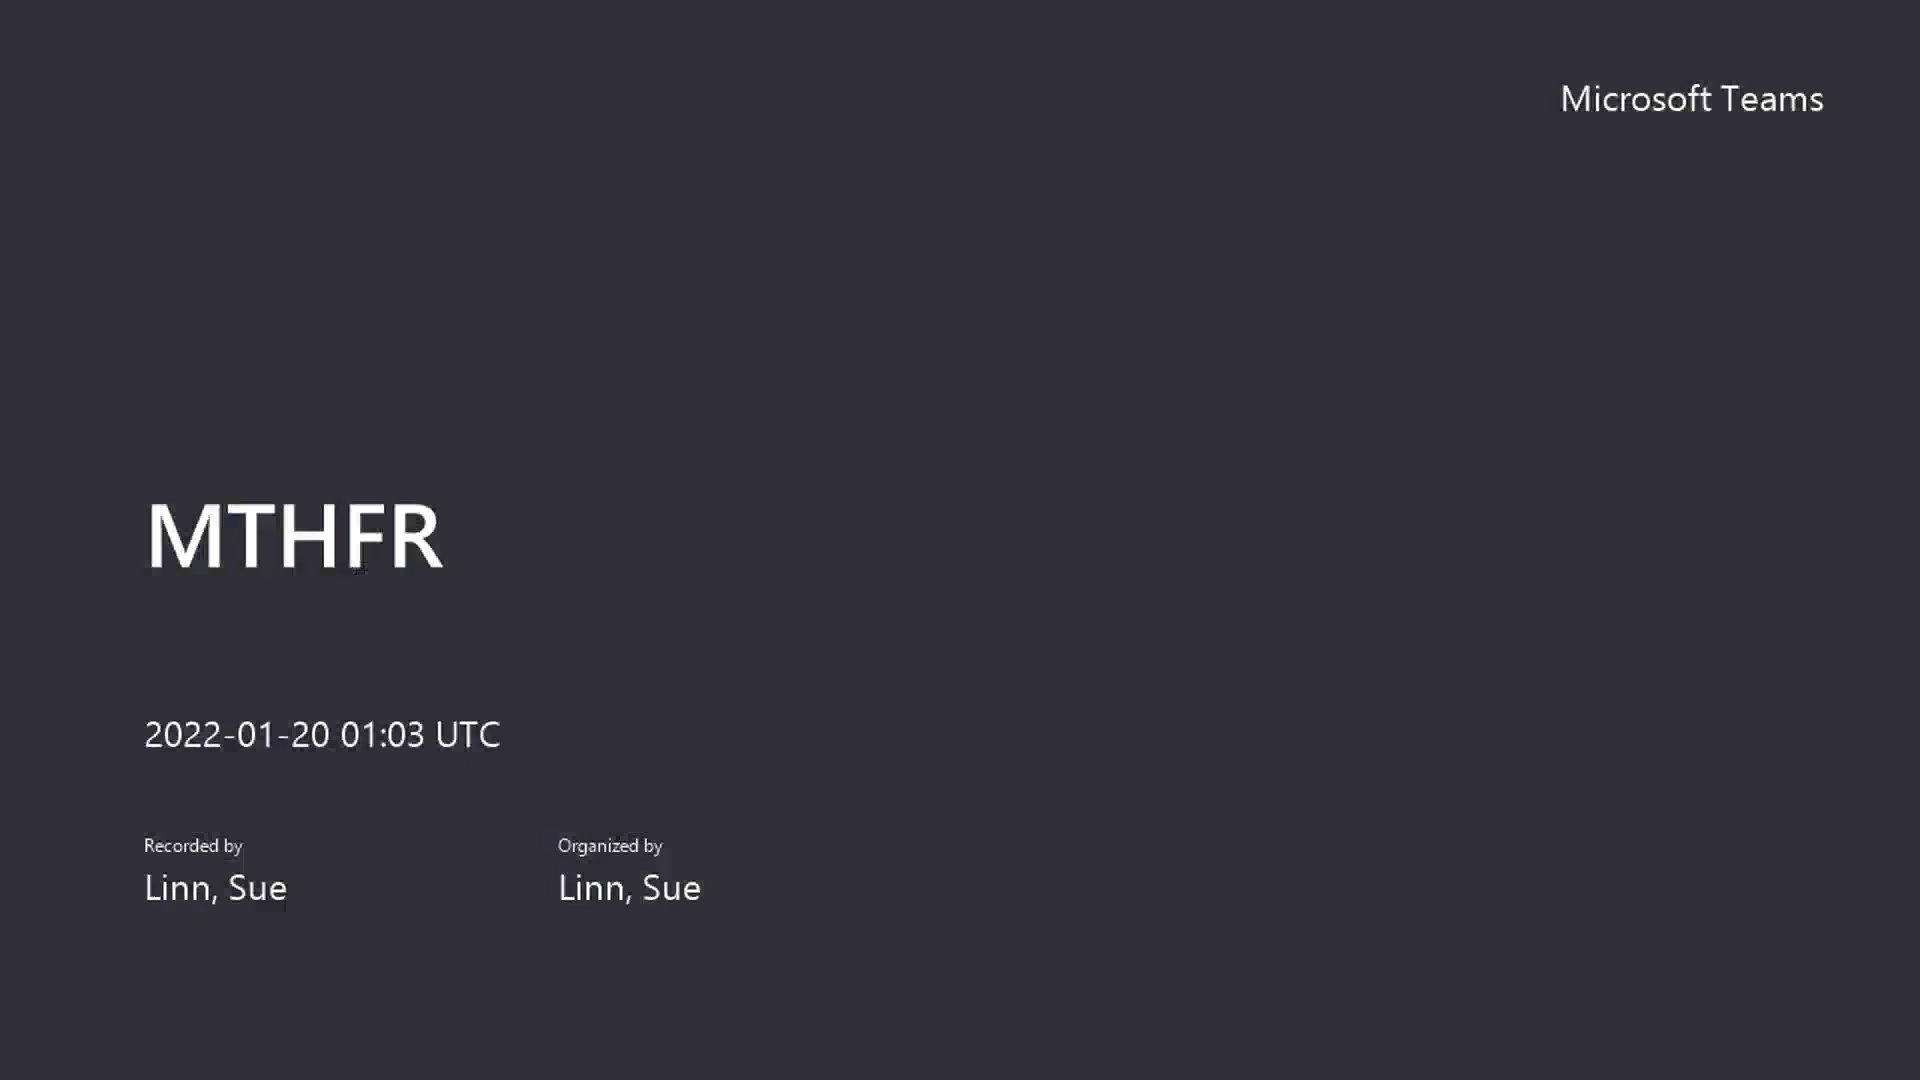 Microsoft Teams
MTHFR
2022-01-20 01:03 UTC
Recorded by
Linn, Sue
Organized by
Linn, Sue